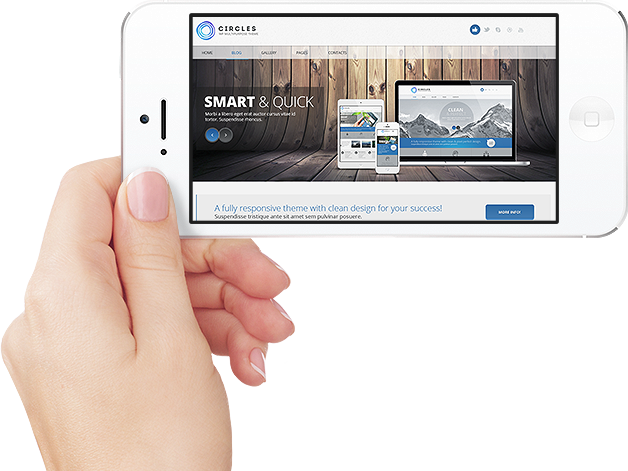 CIRCLES
HOME BLOG GALLERY PAGES CONTACTS
SMART & QUICK
Morbi a libero eget erat auctor cursus vitae id
tortor. Suspendisse rhoncus.
CIRCLES
CLEAN
A fully responsive theme with clean design for your success!
Suspendisse tristique ante sit amet sem pulvinar posuere.
MORE INFO!